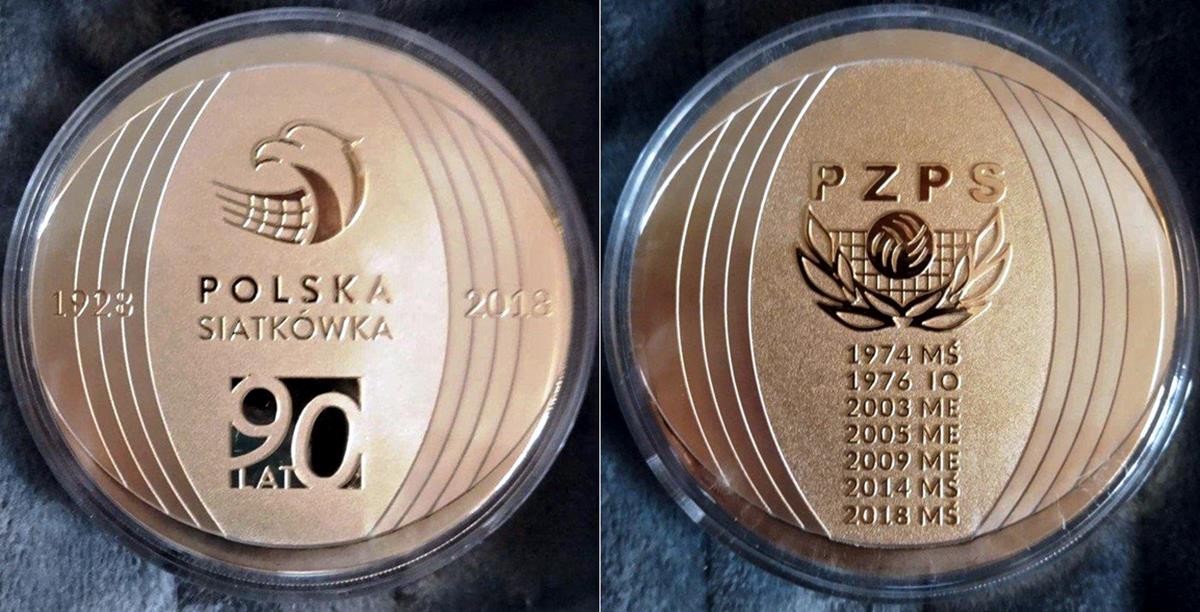 1928
POLSKA
SIATKÓWKA
2018
90
LAT
PZPS
1974 MŚ
1976 IO
2003 ME
2005 ME
2009 ME
2014 MŚ
2018 MŚ